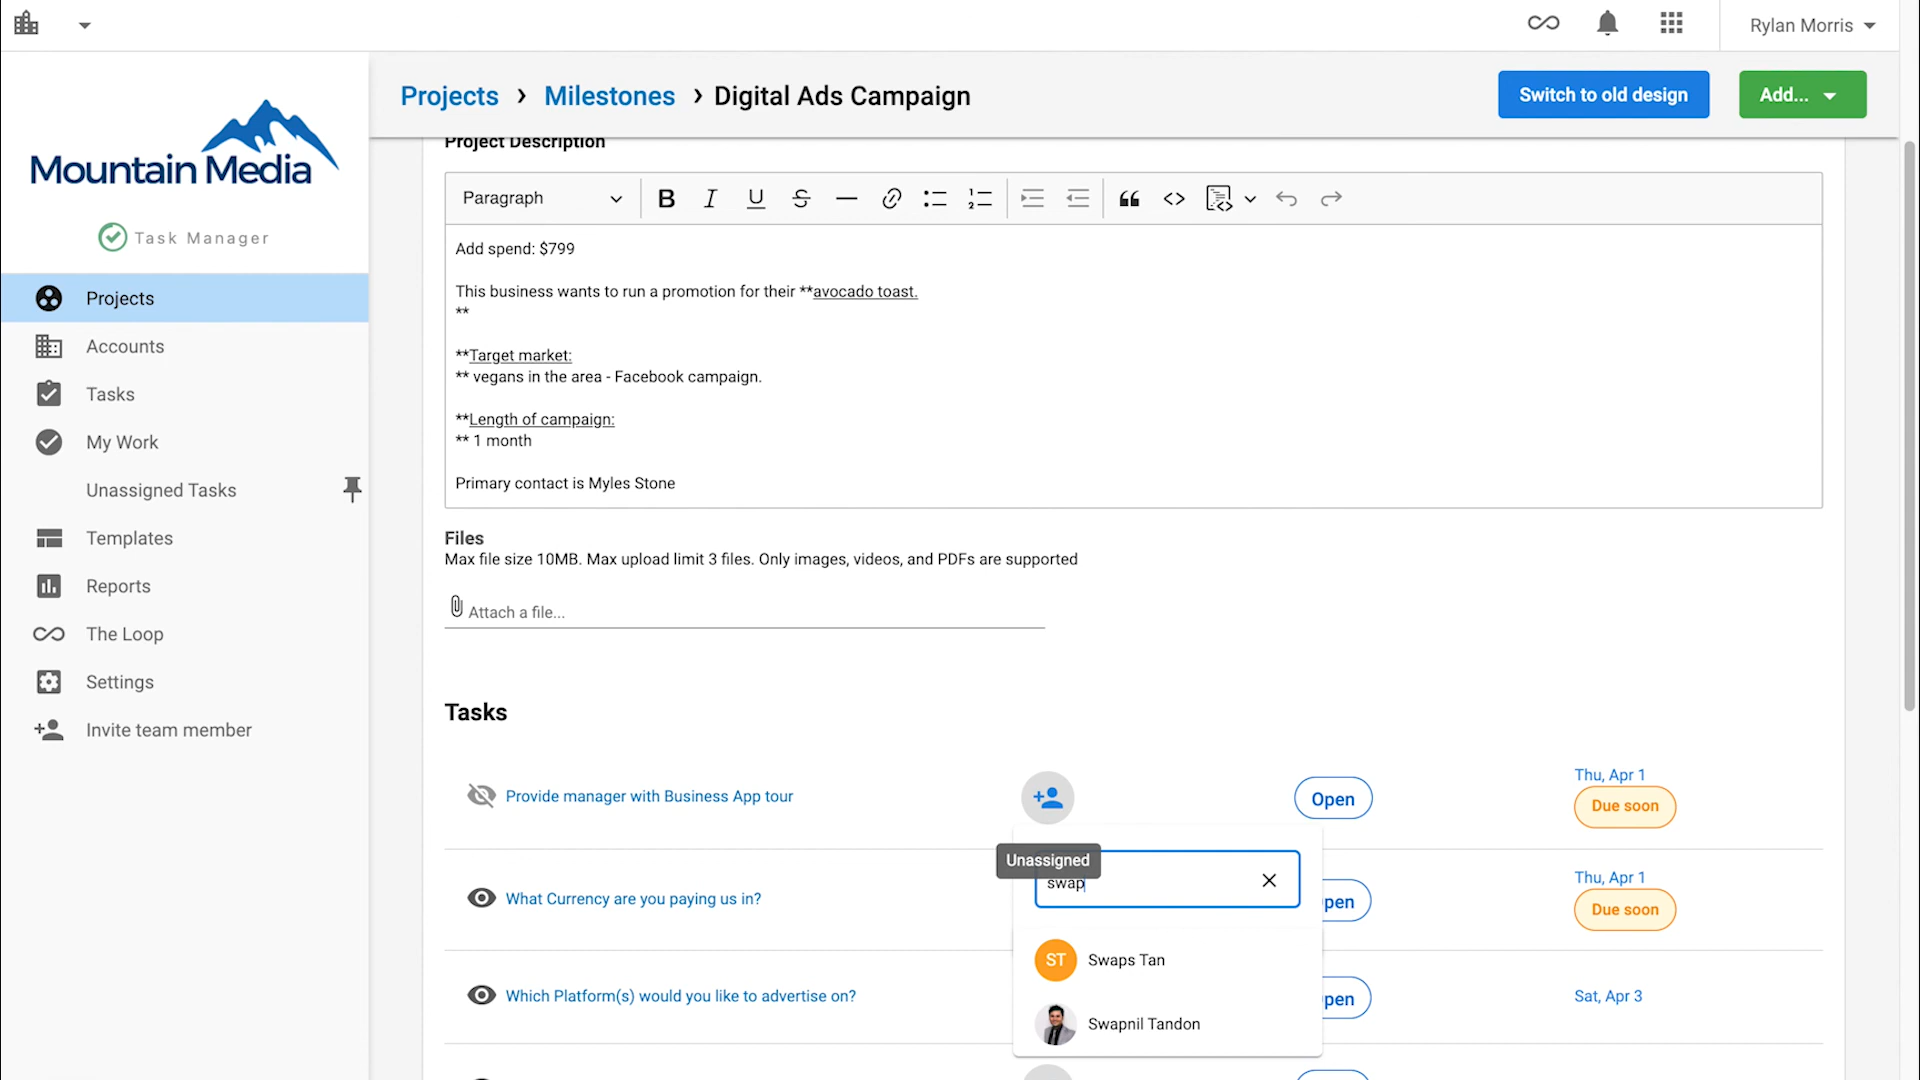 Rylan Morris
Mountain Media
Task Manager
Projects
Accounts
Tasks
My Work
Unassigned Tasks
Templates
Reports
The Loop
Settings
Invite team member
Projects › Milestones › Digital Ads Campaign
Switch to old design
Add...
Project Description
Paragraph
Add spend: $799
This business wants to run a promotion for their **avocado toast.
**
**Target market:
** vegans in the area - Facebook campaign.
**Length of campaign:
** 1 month
Primary contact is Myles Stone
Files
Max file size 10MB. Max upload limit 3 files. Only images, videos, and PDFs are supported
Attach a file...
Tasks
Provide manager with Business App tour
Open
Thu, Apr 1
Due soon
Unassigned
swap
What Currency are you paying us in?
pen
Thu, Apr 1
Due soon
ST Swaps Tan
Which Platform(s) would you like to advertise on?
pen
Sat, Apr 3
Swapnil Tandon